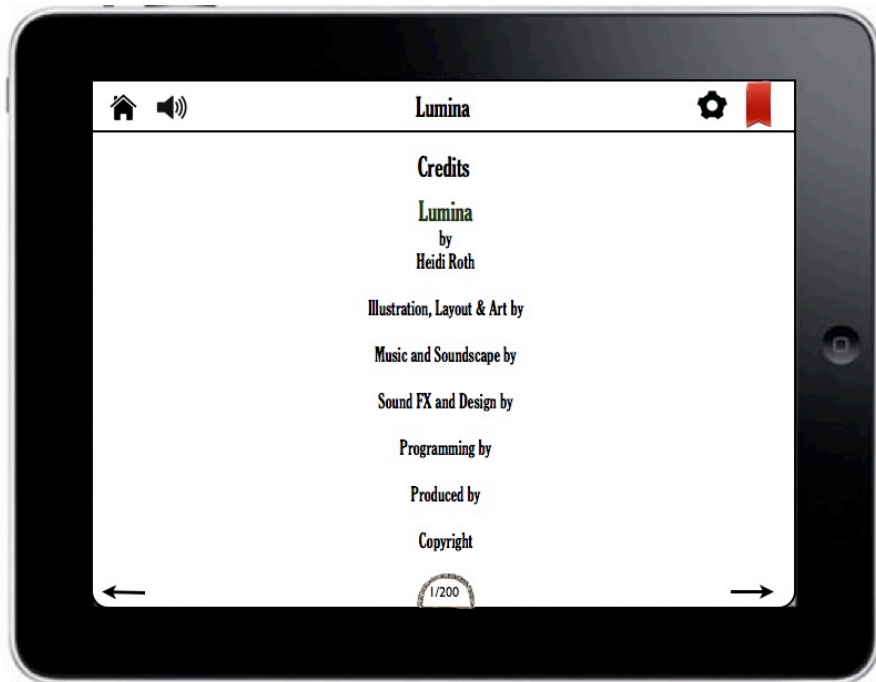 Lumina
Credits
Lumina
by
Heidi Roth
Illustration, Layout & Art by
Music and Soundscape by
Sound FX and Design by
Programming by
Produced by
Copyright
1/200